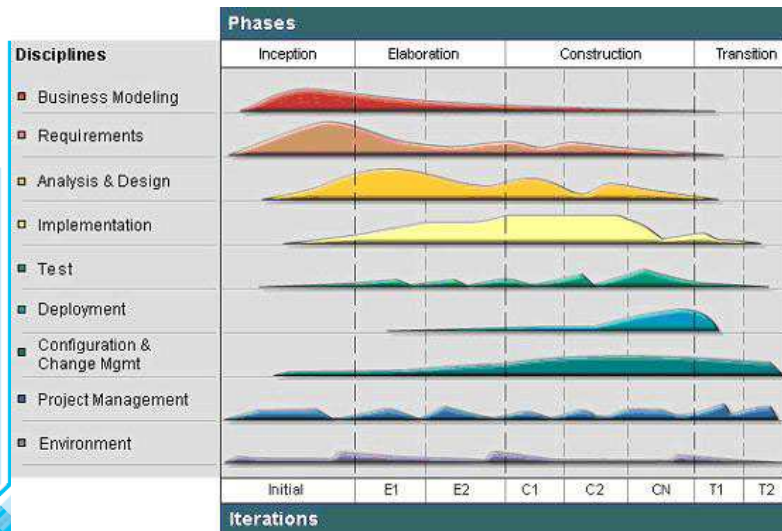 Phases
Disciplines
Inception Elaboration Construction Transition
Business Modeling
Requirements
Analysis & Design
Implementation
Test
Deployment
Configuration &
Change Mgmt
Project Management
Environment
Initial E1 E2 C1 C2 CN T1 T2
Iterations